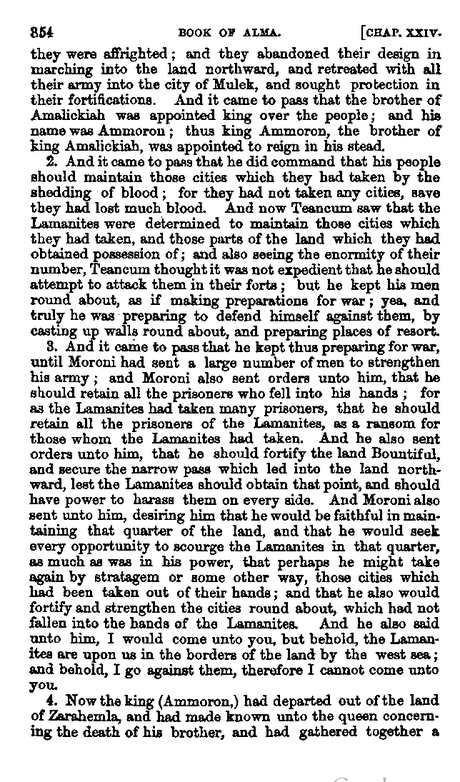 354 BOOK OF ALMA. [CHAP. XXIV.
they were affrighted; and they abandoned their design in
marching into the land northward, and retreated with all
their army into the city of Mulek, and sought protection in
their fortifications. And it came to pass that the brother of
Amalickiah was appointed king over the people; and his
name was Ammoron; thus king Ammoron, the brother of
king Amalickiah, was appointed to reign in his stead.
2. And it came to pass that he did command that his people
should maintain those cities which they had taken by the
shedding of blood; for they had not taken any cities, save
they had lost much blood. And now Teancum saw that the
Lamanites were determined to maintain those cities which
they had taken, and those parts of the land which they had
obtained possession of; and also seeing the enormity of their
number, Teancum thought it was not expedient that he should
attempt to attack them in their forts; but he kept his men
round about, as if making preparations for war; yea, and
truly he was preparing to defend himself against them, by
casting up walls round about, and preparing places of resort.
3. And it came to pass that he kept thus preparing for war,
until Moroni had sent a large number of men to strengthen
his army; and Moroni also sent orders unto him, that he
should retain all the prisoners who fell into his hands; for
as the Lamanites had taken many prisoners, that he should
retain all the prisoners of the Lamanites, as a ransom for
those whom the Lamanites had taken. And he also sent
orders unto him, that he should fortify the land Bountiful,
and secure the narrow pass which led into the land north-
ward, lest the Lamanites should obtain that point, and should
have power to harass them on every side. And Moroni also
sent unto him, desiring him that he would be faithful in main-
taining that quarter of the land, and that he would seek
every opportunity to scourge the Lamanites in that quarter,
as much as was in his power, that perhaps he might take
again by stratagem or some other way, those cities which
had been taken out of their hands; and that he also would
fortify and strengthen the cities round about, which had not
fallen into the hands of the Lamanites. And he also said
unto him, I would come unto you, but behold, the Laman-
ites are upon us in the borders of the land by the west sea;
and behold, I go against them, therefore I cannot come unto
you.
4. Now the king (Ammoron,) had departed out of the land
of Zarahemla, and had made known unto the queen concern-
ing the death of his brother, and had gathered together a